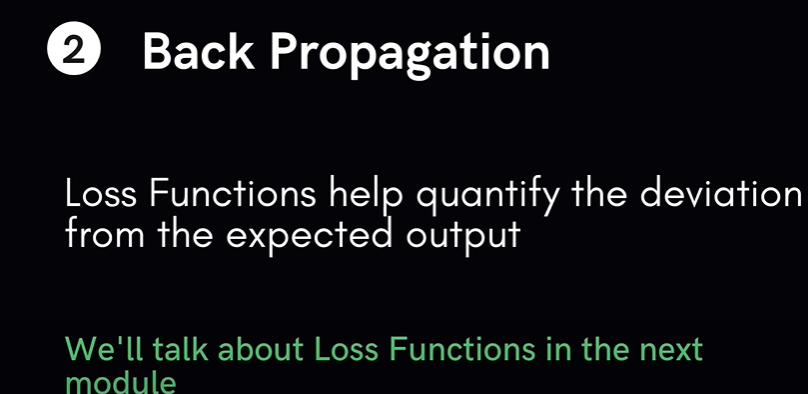 2 Back Propagation
Loss Functions help quantify the deviation
from the expected output
We'll talk about Loss Functions in the next
module